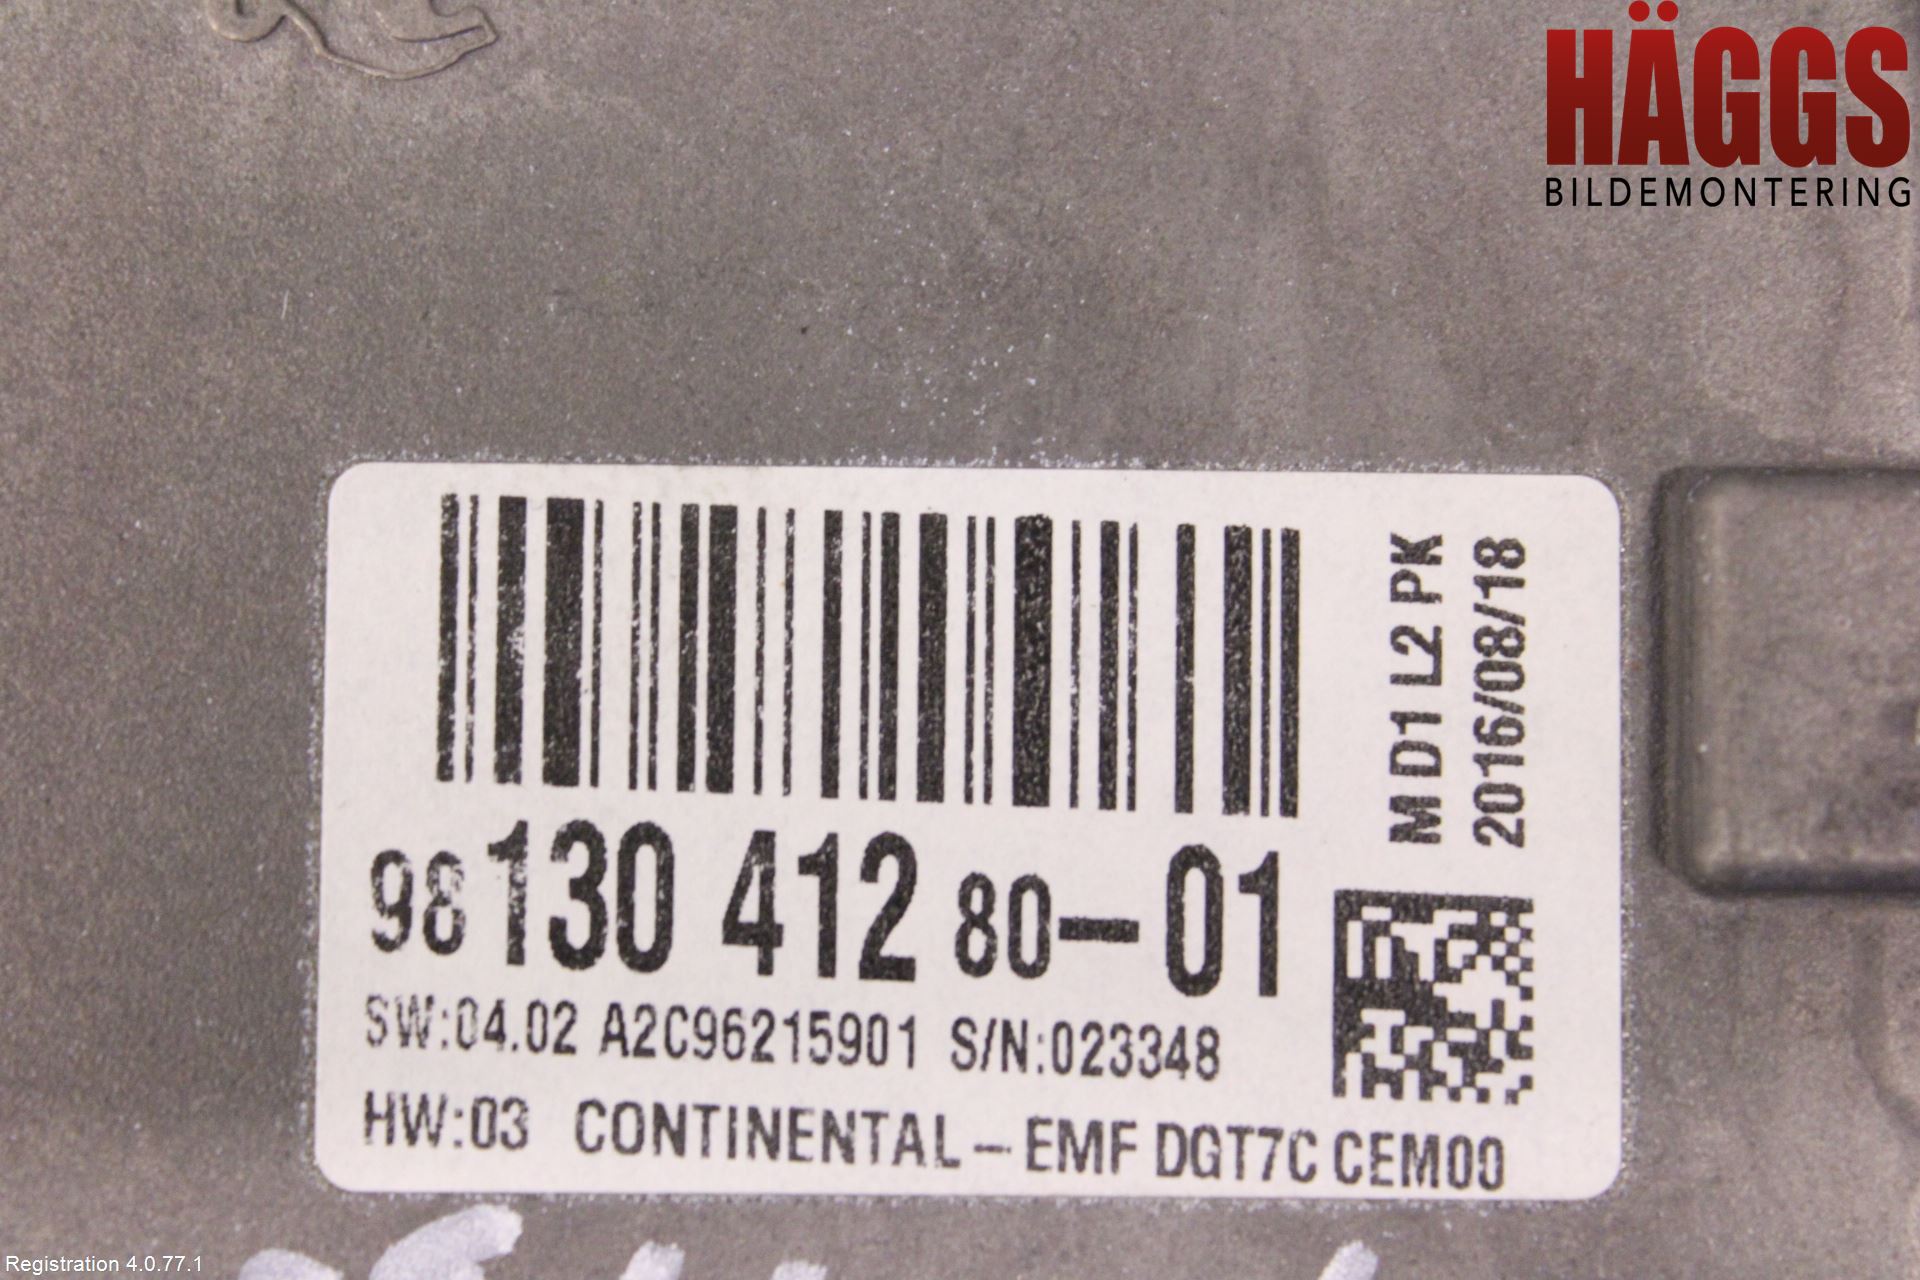 HÄGGS
BILDEMONTERING
M D1 L2 PK
2016/08/18
98 130 412 80-01
SW:04.02 A2C96215901 S/N:023348
HW:03 CONTINENTAL-EMF DGT7C CEM00
Registration 4.0.77.1